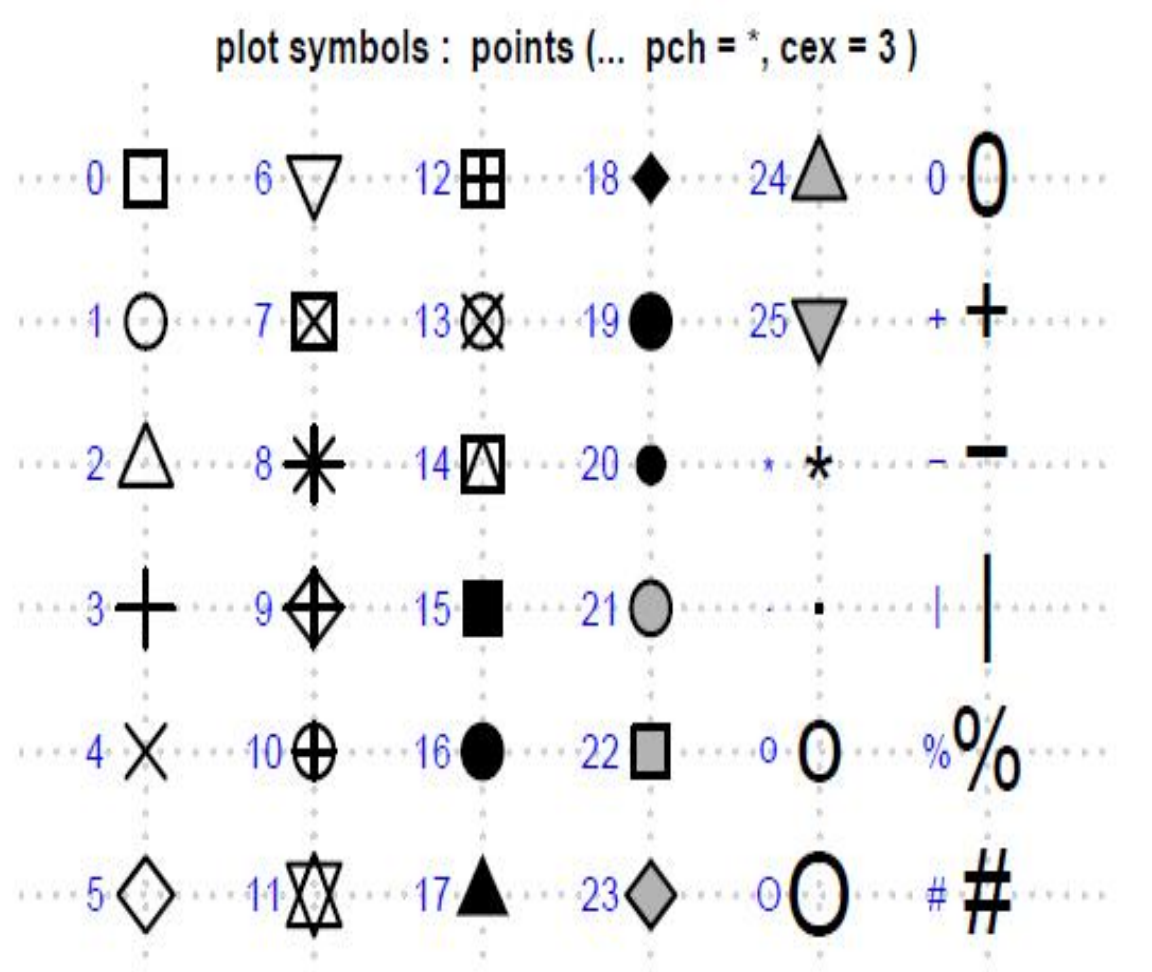 plot symbols : points (... pch = *, cex = 3 )
0 6 12 18 24 0 0
1 7 13 19 25 + +
2 8 14 20 * * - -
3 9 15 21 . . | |
4 10 16 22 o o % %
5 11 17 23 O O # #